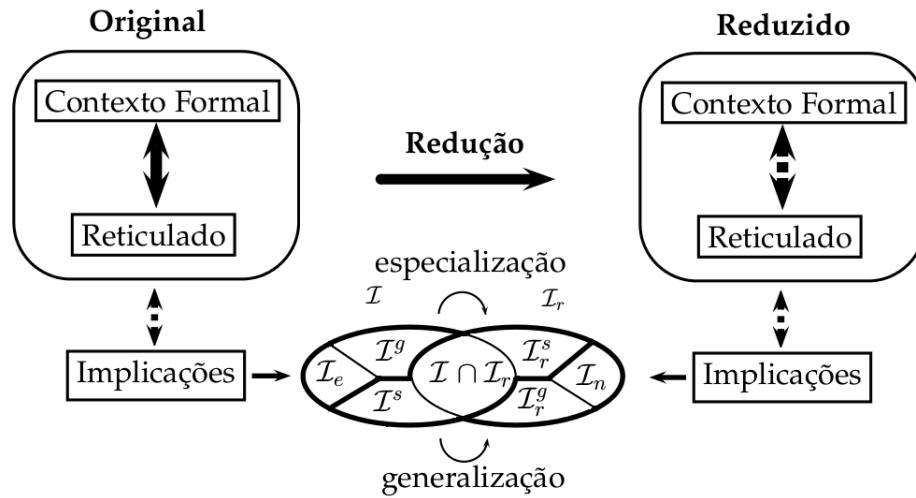 Original
Reduzido
Contexto Formal
Contexto Formal
Redução
Reticulado
Reticulado
especialização
ℐ
ℐ_r
Implicações
ℐ_e
ℐ^g
ℐ^s
ℐ ∩ ℐ_r
ℐ_r^s
ℐ_r^g
ℐ_n
Implicações
generalização